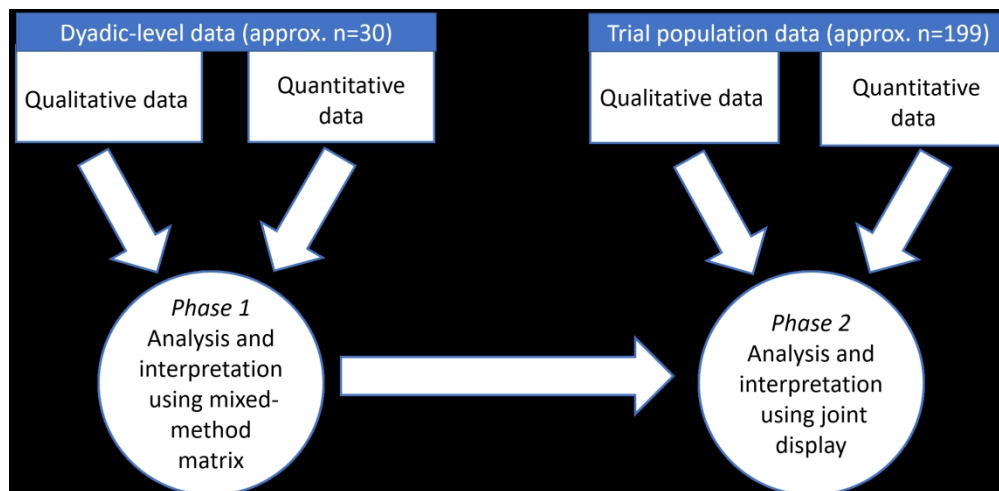 Dyadic-level data (approx. n=30)
Qualitative data
Quantitative
data
Phase 1
Analysis and
interpretation
using mixed-
method
matrix
Trial population data (approx. n=199)
Qualitative data
Quantitative
data
Phase 2
Analysis and
interpretation
using joint
display